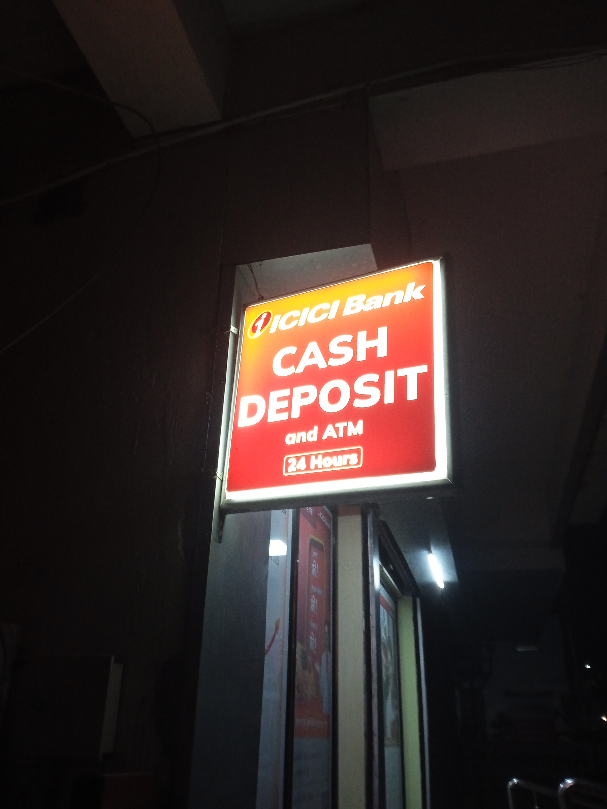 ICICI Bank
CASH
DEPOSIT
and ATM
24 Hours